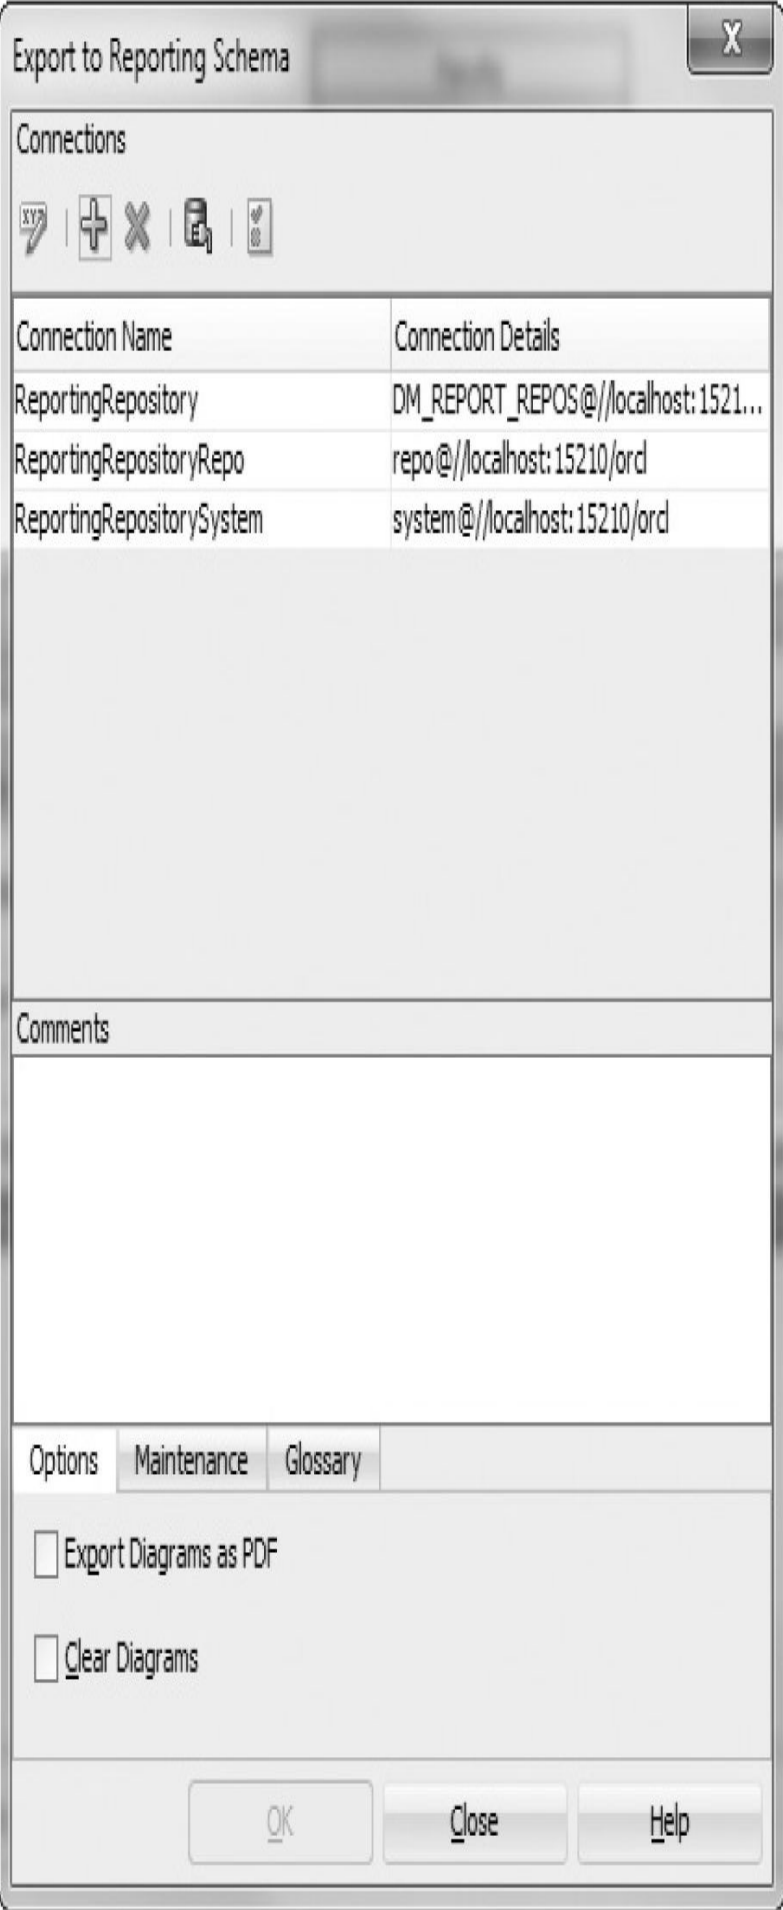 Export to Reporting Schema
X
Connections
XYZ
Connection Name Connection Details
ReportingRepository DM_REPORT_REPOS@//localhost:1521...
ReportingRepositoryRepo repo@//localhost:15210/orcl
ReportingRepositorySystem system@//localhost:15210/orcl
Comments
Options Maintenance Glossary
Export Diagrams as PDF
Clear Diagrams
OK Close Help